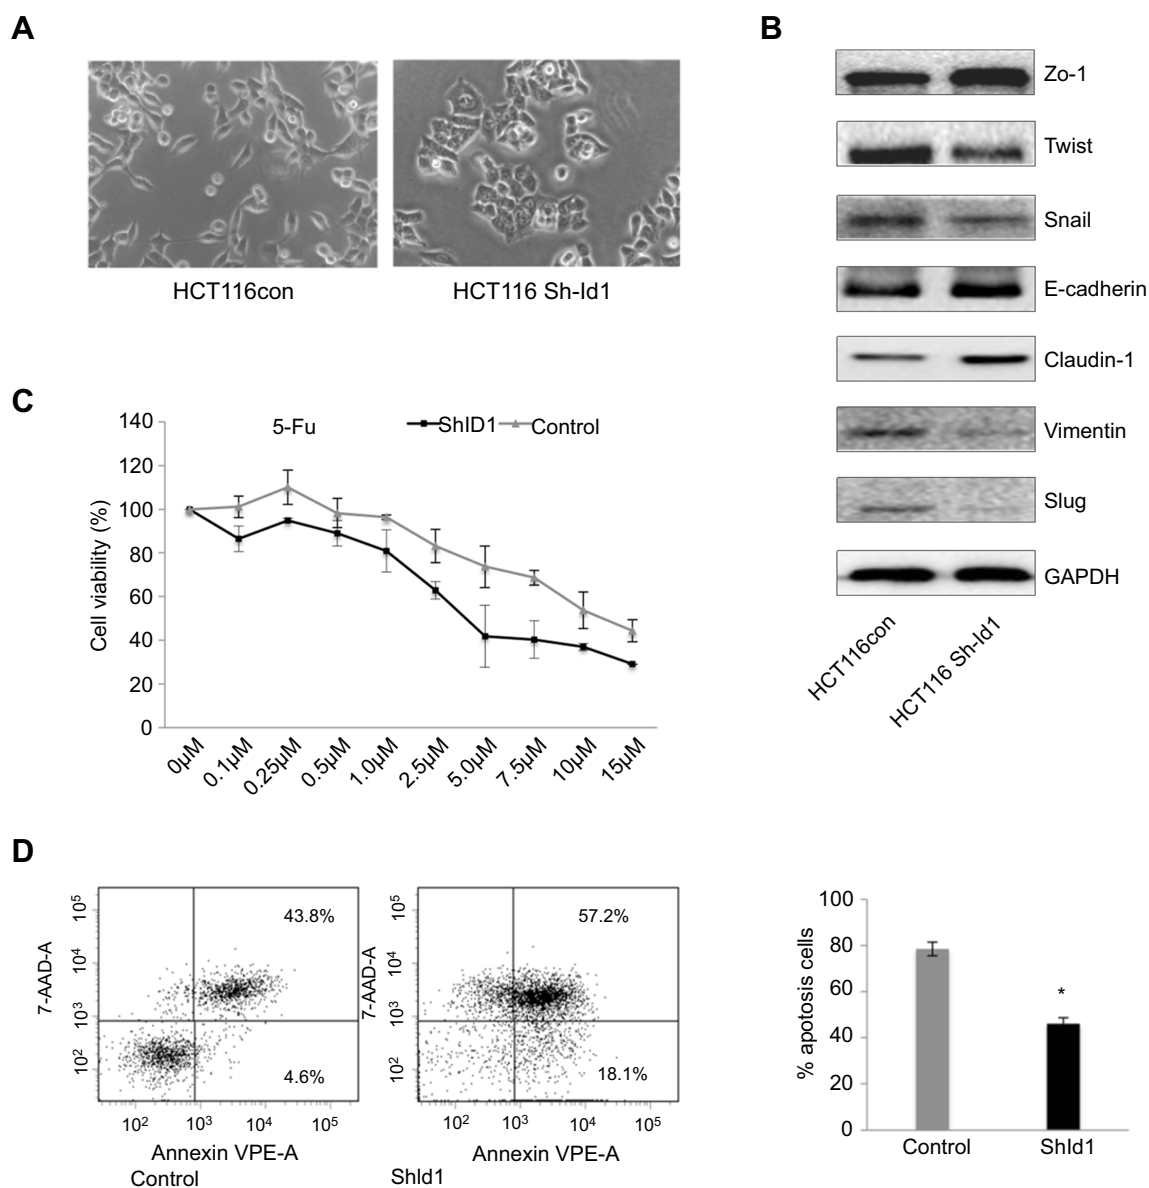 A
HCT116con
HCT116 Sh-Id1
B
Zo-1
Twist
Snail
E-cadherin
Claudin-1
Vimentin
Slug
GAPDH
HCT116con
HCT116 Sh-Id1
C
5-Fu
ShID1
Control
Cell viability (%)
140
120
100
80
60
40
20
0
0µM
0.1µM
0.25µM
0.5µM
1.0µM
2.5µM
5.0µM
7.5µM
10µM
15µM
D
7-AAD-A
10⁵
10⁴
10³
10²
43.8%
4.6%
10² 10³ 10⁴ 10⁵
Annexin VPE-A
Control
7-AAD-A
10⁵
10⁴
10³
10²
57.2%
18.1%
10² 10³ 10⁴ 10⁵
Annexin VPE-A
ShId1
% apotosis cells
100
80
60
40
20
0
*
Control
ShId1